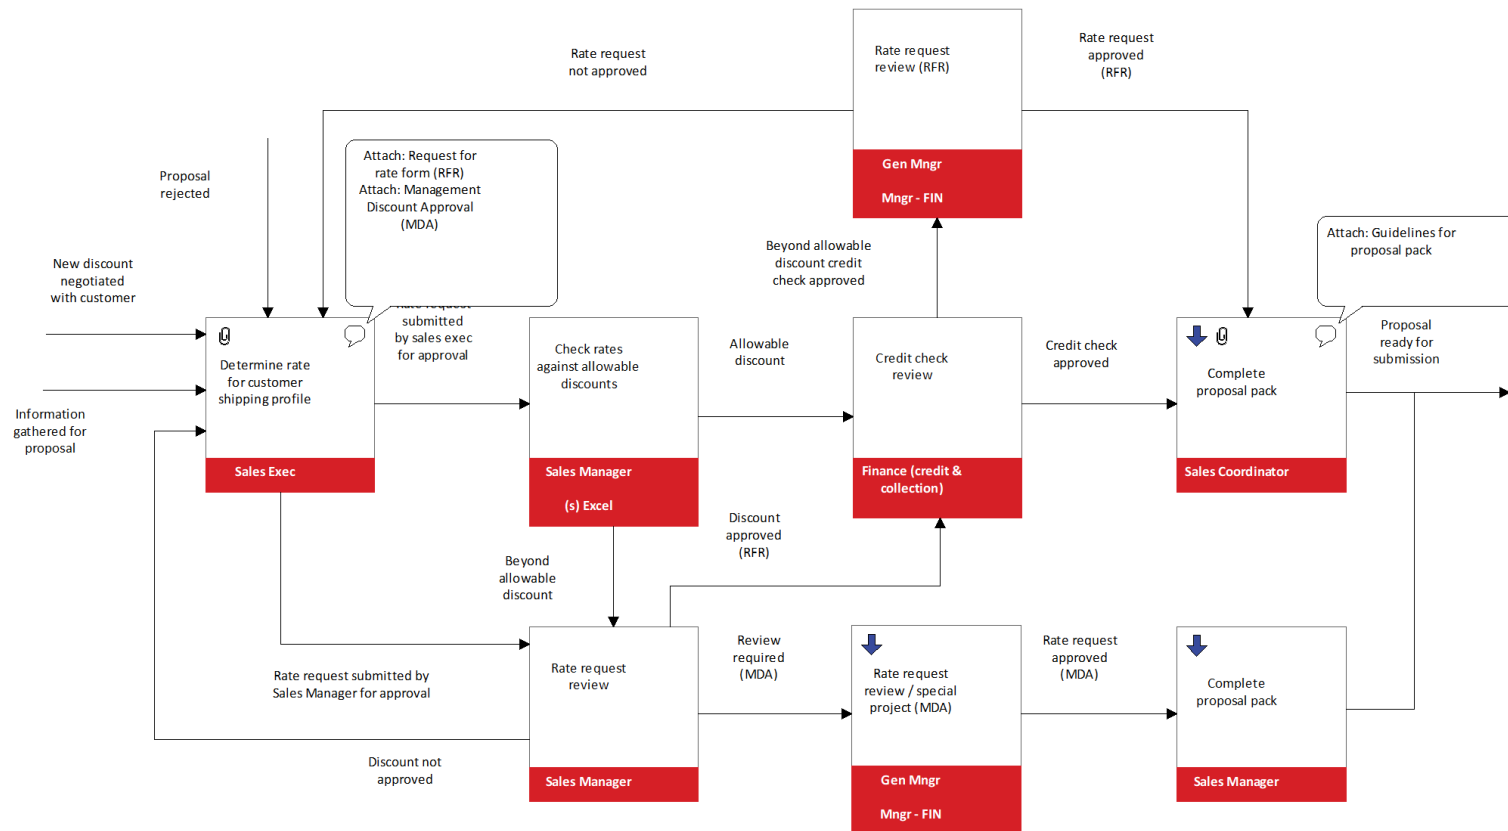 Rate request
not approved
Rate request
review (RFR)
Rate request
approved
(RFR)
Gen Mngr
Mngr - FIN
Proposal
rejected
Attach: Request for
rate form (RFR)
Attach: Management
Discount Approval
(MDA)
New discount
negotiated
with customer
Beyond allowable
discount credit
check approved
Attach: Guidelines for
proposal pack
Rate request
submitted
by sales exec
for approval
Information
gathered for
proposal
Determine rate
for customer
shipping profile
Sales Exec
Check rates
against allowable
discounts
Sales Manager
(s) Excel
Allowable
discount
Credit check
review
Finance (credit &
collection)
Credit check
approved
Complete
proposal pack
Sales Coordinator
Proposal
ready for
submission
Beyond
allowable
discount
Discount
approved
(RFR)
Rate request submitted by
Sales Manager for approval
Discount not
approved
Rate request
review
Sales Manager
Review
required
(MDA)
Rate request
review / special
project (MDA)
Gen Mngr
Mngr - FIN
Rate request
approved
(MDA)
Complete
proposal pack
Sales Manager